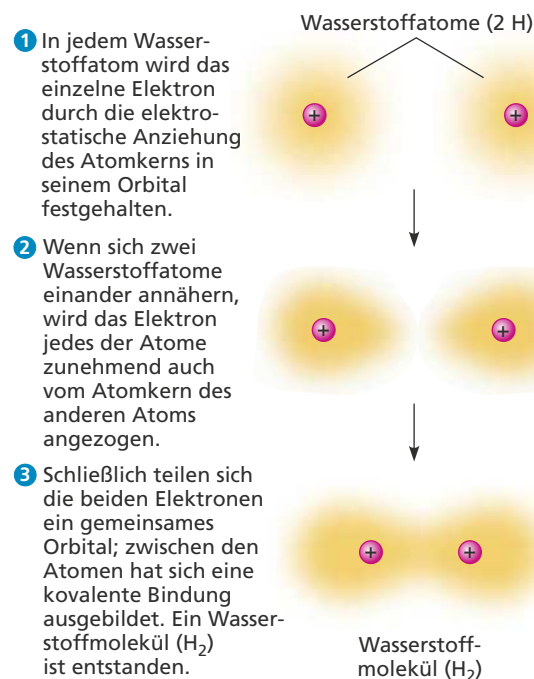 Wasserstoffatome (2 H)
1 In jedem Wasser-
stoffatom wird das
einzelne Elektron
durch die elektro-
statische Anziehung
des Atomkerns in
seinem Orbital
festgehalten.
+
+
2 Wenn sich zwei
Wasserstoffatome
einander annähern,
wird das Elektron
jedes der Atome
zunehmend auch
vom Atomkern des
anderen Atoms
angezogen.
+
+
3 Schließlich teilen sich
die beiden Elektronen
ein gemeinsames
Orbital; zwischen den
Atomen hat sich eine
kovalente Bindung
ausgebildet. Ein Wasser-
stoffmolekül (H₂)
ist entstanden.
+
+
Wasserstoff-
molekül (H₂)